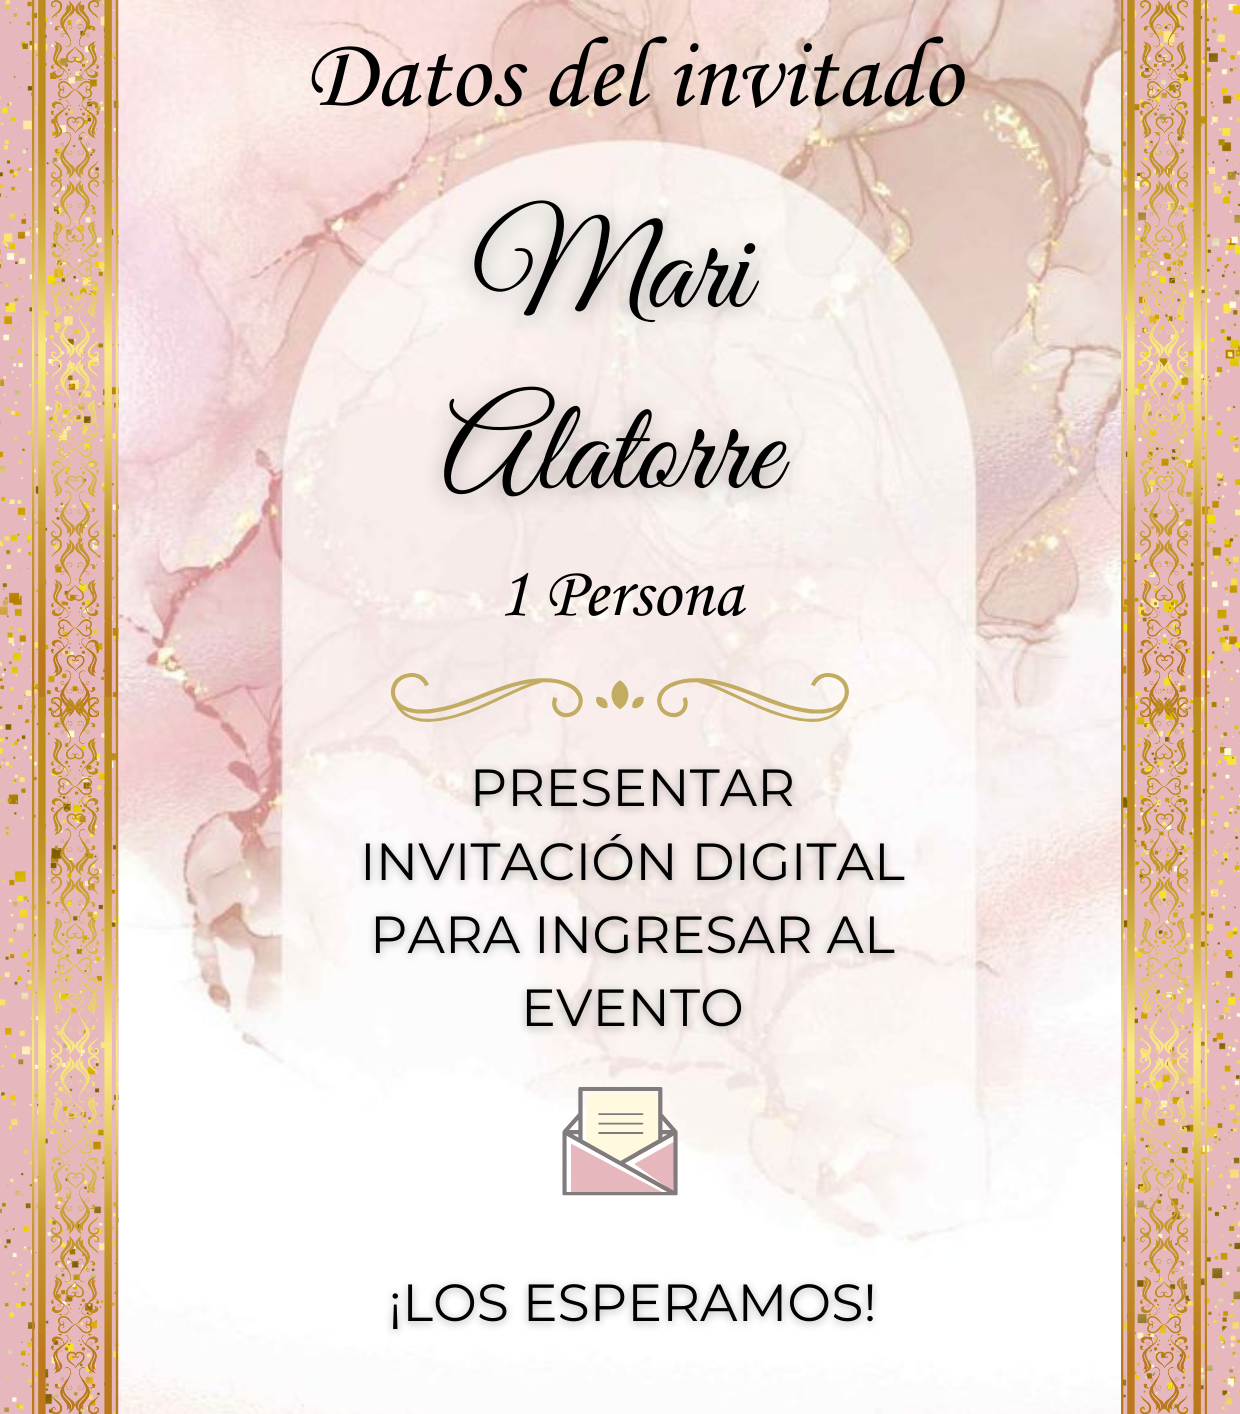 Datos del invitado
Mari
Alatorre
1 Persona
PRESENTAR
INVITACIÓN DIGITAL
PARA INGRESAR AL
EVENTO
¡LOS ESPERAMOS!